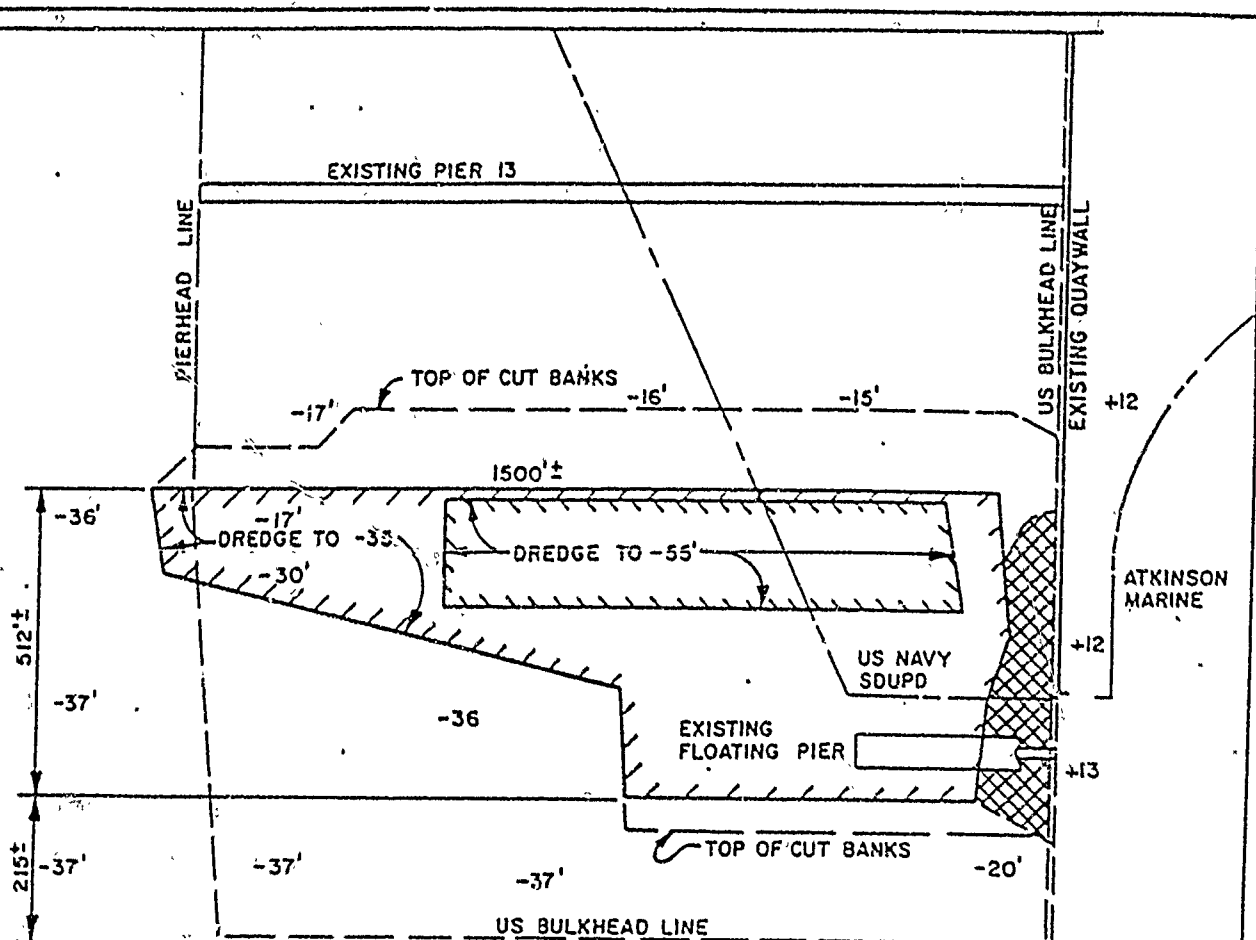 EXISTING PIER 13
PIERHEAD LINE
US BULKHEAD LINE
EXISTING QUAYWALL
TOP OF CUT BANKS
-17'
-16'
-15'
+12
1500'±
-36'
-17'
DREDGE TO -35'
-30'
DREDGE TO -55'
ATKINSON
MARINE
512'±
+12
US NAVY
SDUPD
-37'
-36
EXISTING
FLOATING PIER
+13
215±
-37'
-37'
-37'
TOP OF CUT BANKS
-20'
US BULKHEAD LINE